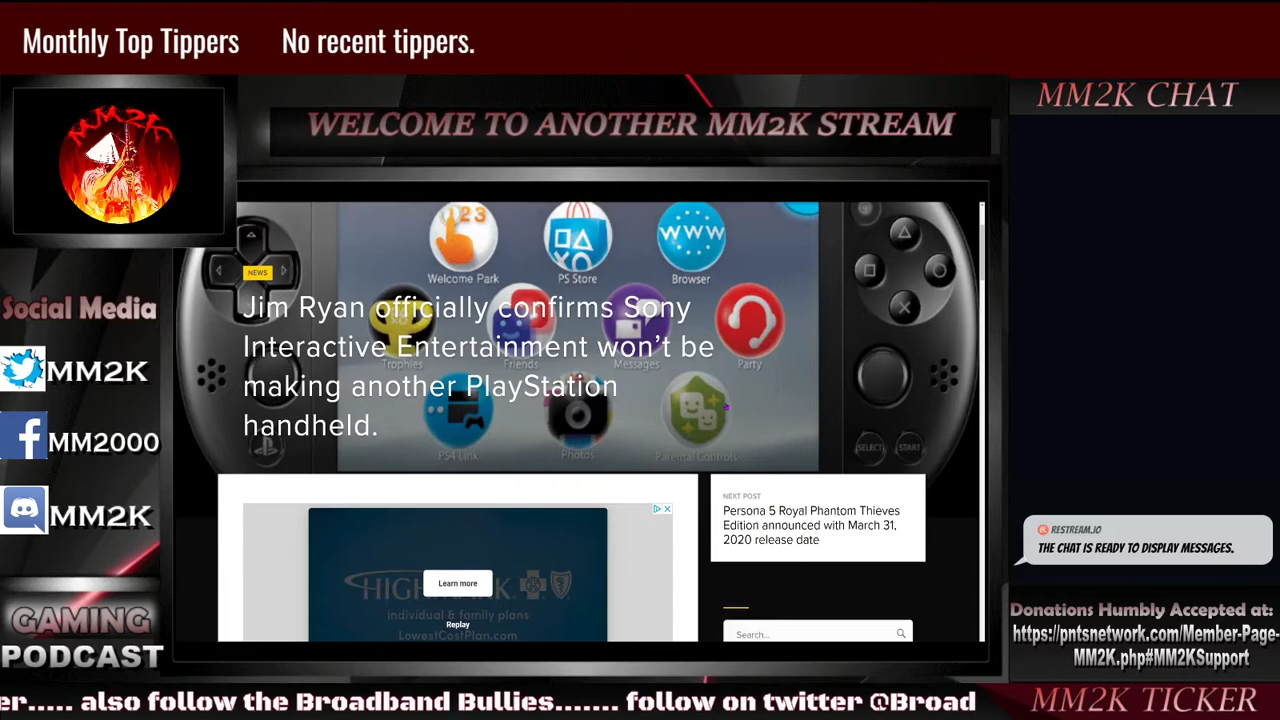 Monthly Top Tippers No recent tippers.
MM2K
WELCOME TO ANOTHER MM2K STREAM
MM2K CHAT
123
WWW
Welcome Park PS Store Browser
NEWS
Jim Ryan officially confirms Sony
Interactive Entertainment won't be
making another PlayStation
handheld.
Trophies Friends Messages Party
PS4 Link Photos Parental Controls
SELECT START
Social Media
MM2K
MM2000
MM2K
GAMING
PODCAST
NEXT POST
Persona 5 Royal Phantom Thieves
Edition announced with March 31,
2020 release date
Search...
Learn more
individual & family plans
Replay
LowestCostPlan.com
RESTREAM.IO
THE CHAT IS READY TO DISPLAY MESSAGES.
Donations Humbly Accepted at:
https://pntsnetwork.com/Member-Page-
MM2K.php#MM2KSupport
er..... also follow the Broadband Bullies....... follow on twitter @Broad
MM2K TICKER